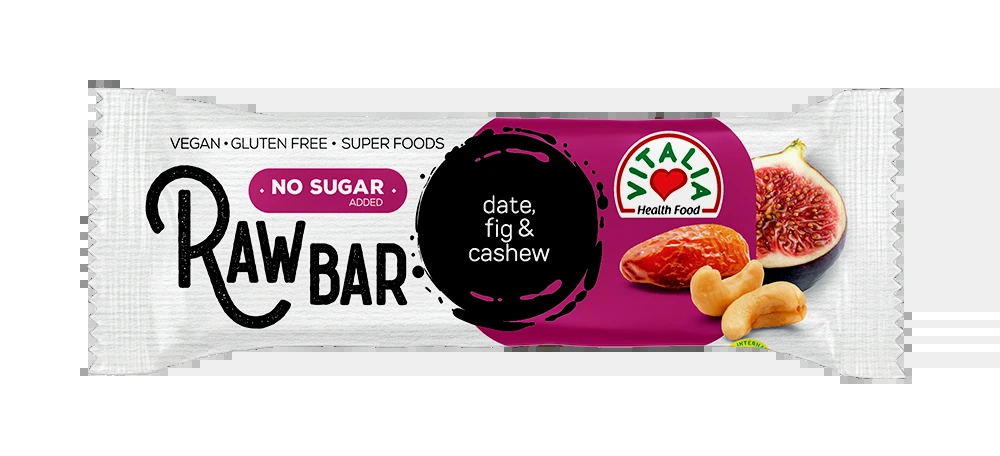 VEGAN • GLUTEN FREE • SUPER FOODS
• NO SUGAR •
ADDED
RAW BAR
date,
fig &
cashew
VITALIA
Health Food